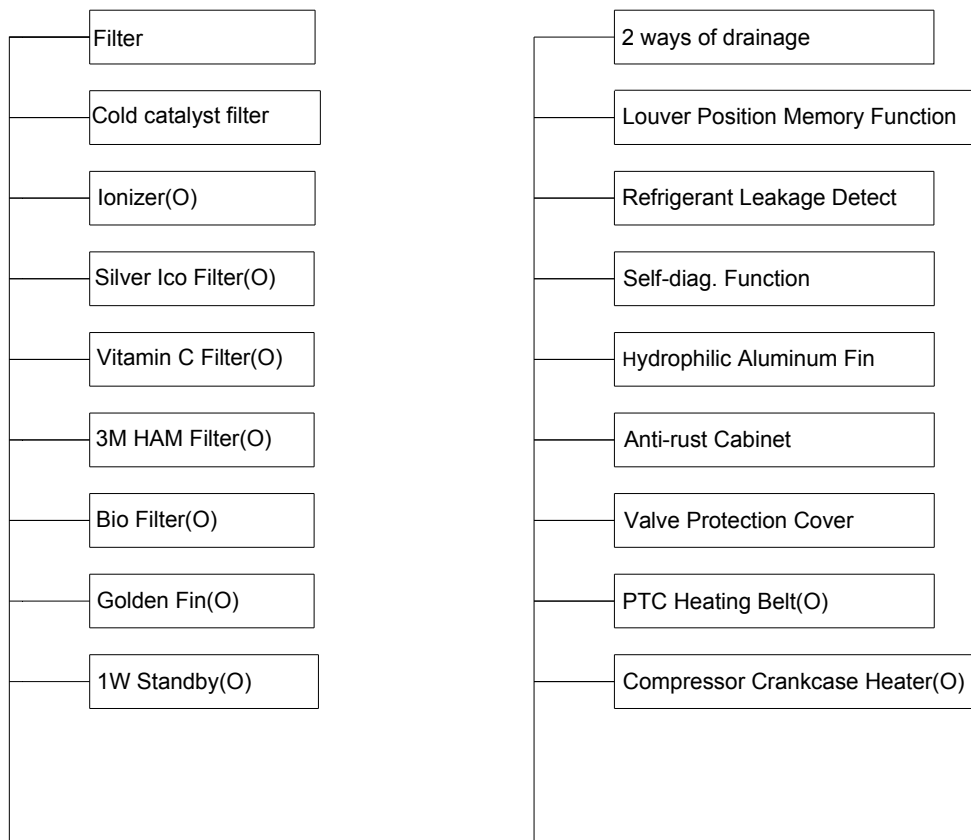 Filter
Cold catalyst filter
Ionizer(O)
Silver Ico Filter(O)
Vitamin C Filter(O)
3M HAM Filter(O)
Bio Filter(O)
Golden Fin(O)
1W Standby(O)
2 ways of drainage
Louver Position Memory Function
Refrigerant Leakage Detect
Self-diag. Function
Hydrophilic Aluminum Fin
Anti-rust Cabinet
Valve Protection Cover
PTC Heating Belt(O)
Compressor Crankcase Heater(O)